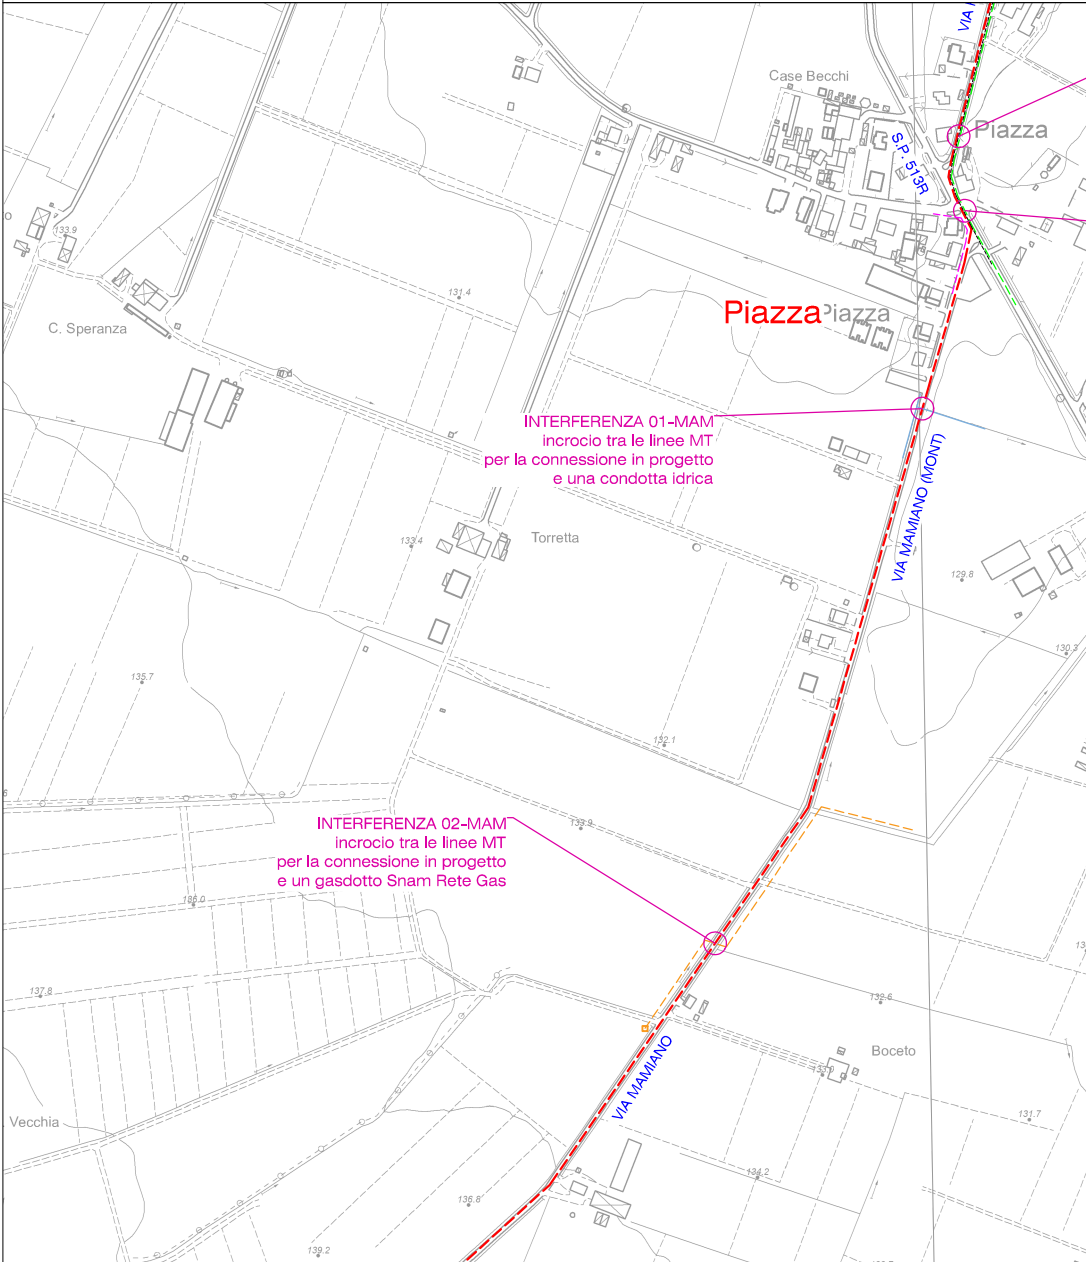 Case Becchi
Piazza
S.P. 513R
133.9
131.4
C. Speranza
Piazza
Piazza
INTERFERENZA 01-MAM
incrocio tra le linee MT
per la connessione in progetto
e una condotta idrica
VIA MAMIANO (MONT)
133.4
Torretta
129.8
130.3
135.7
132.1
INTERFERENZA 02-MAM
incrocio tra le linee MT
per la connessione in progetto
e un gasdotto Snam Rete Gas
133.9
137.8
132.6
Boceto
133.0
VIA MAMIANO
Vecchia
131.7
134.2
136.8
139.2